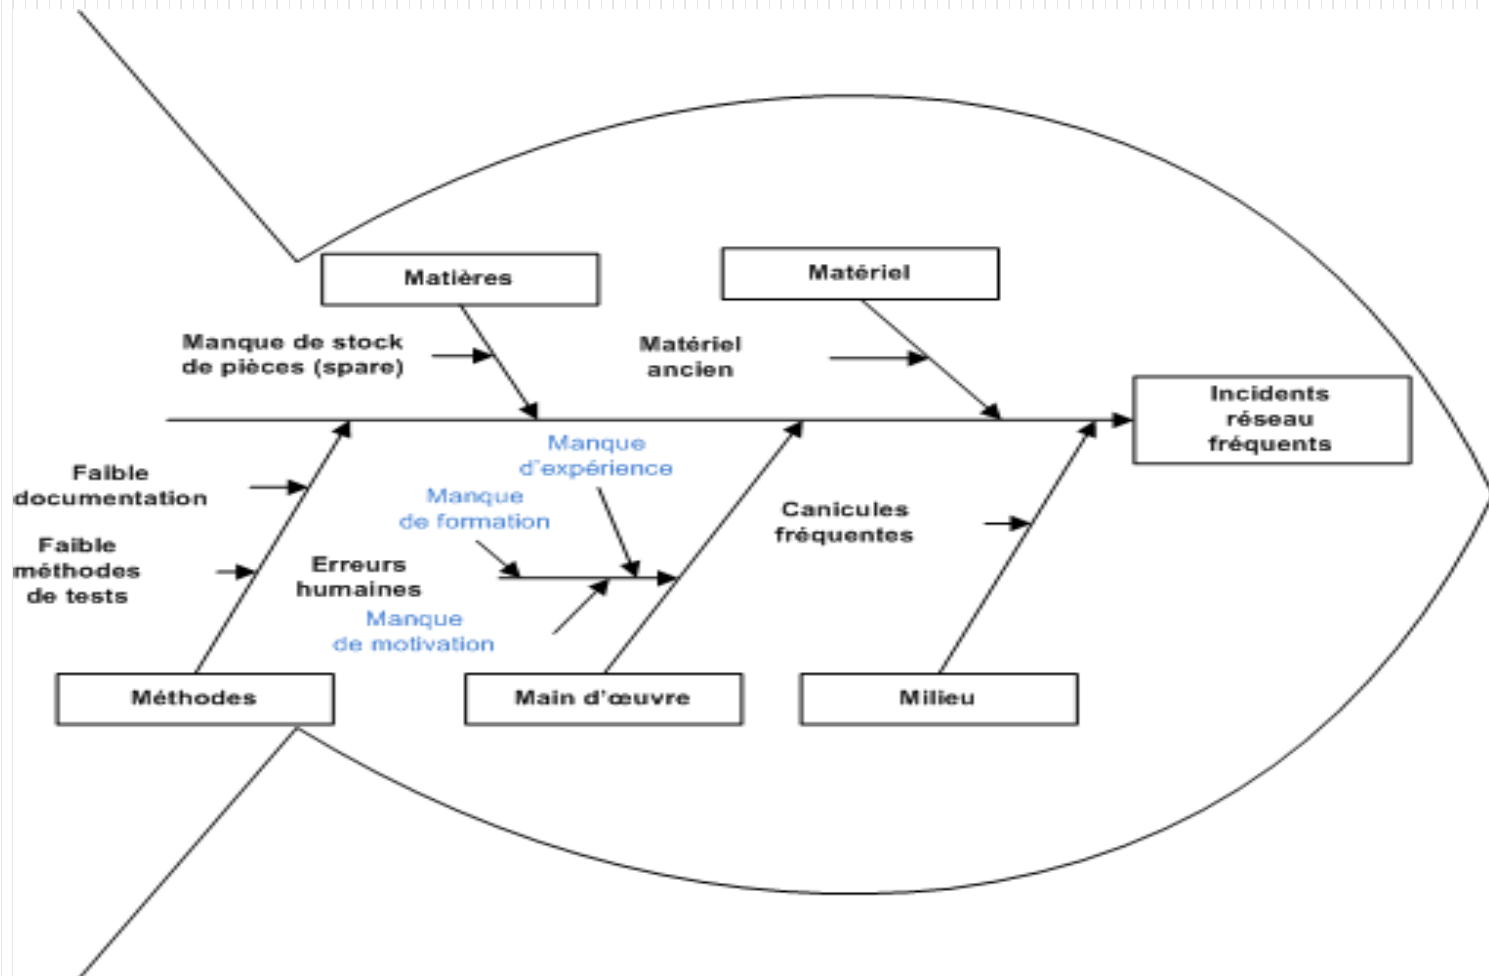 Matières
Matériel
Manque de stock
de pièces (spare)
Matériel
ancien
Incidents
réseau
fréquents
Manque
d'expérience
Faible
documentation
Manque
de formation
Canicules
fréquentes
Faible
méthodes
de tests
Erreurs
humaines
Manque
de motivation
Méthodes
Main d'œuvre
Milieu